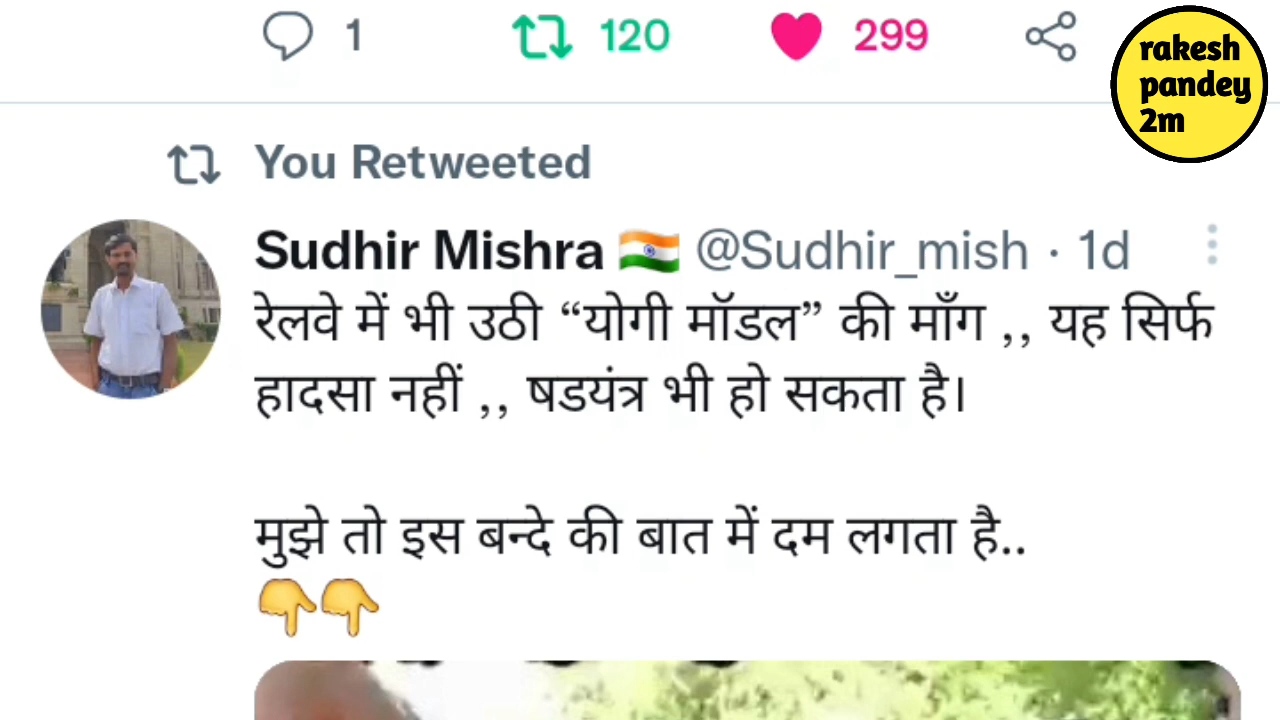 1 120 299
rakesh
pandey
2m
You Retweeted
Sudhir Mishra 🇮🇳 @Sudhir_mish · 1d
रेलवे में भी उठी “योगी मॉडल” की माँग ,, यह सिर्फ
हादसा नहीं ,, षडयंत्र भी हो सकता है।
मुझे तो इस बन्दे की बात में दम लगता है..
👇👇